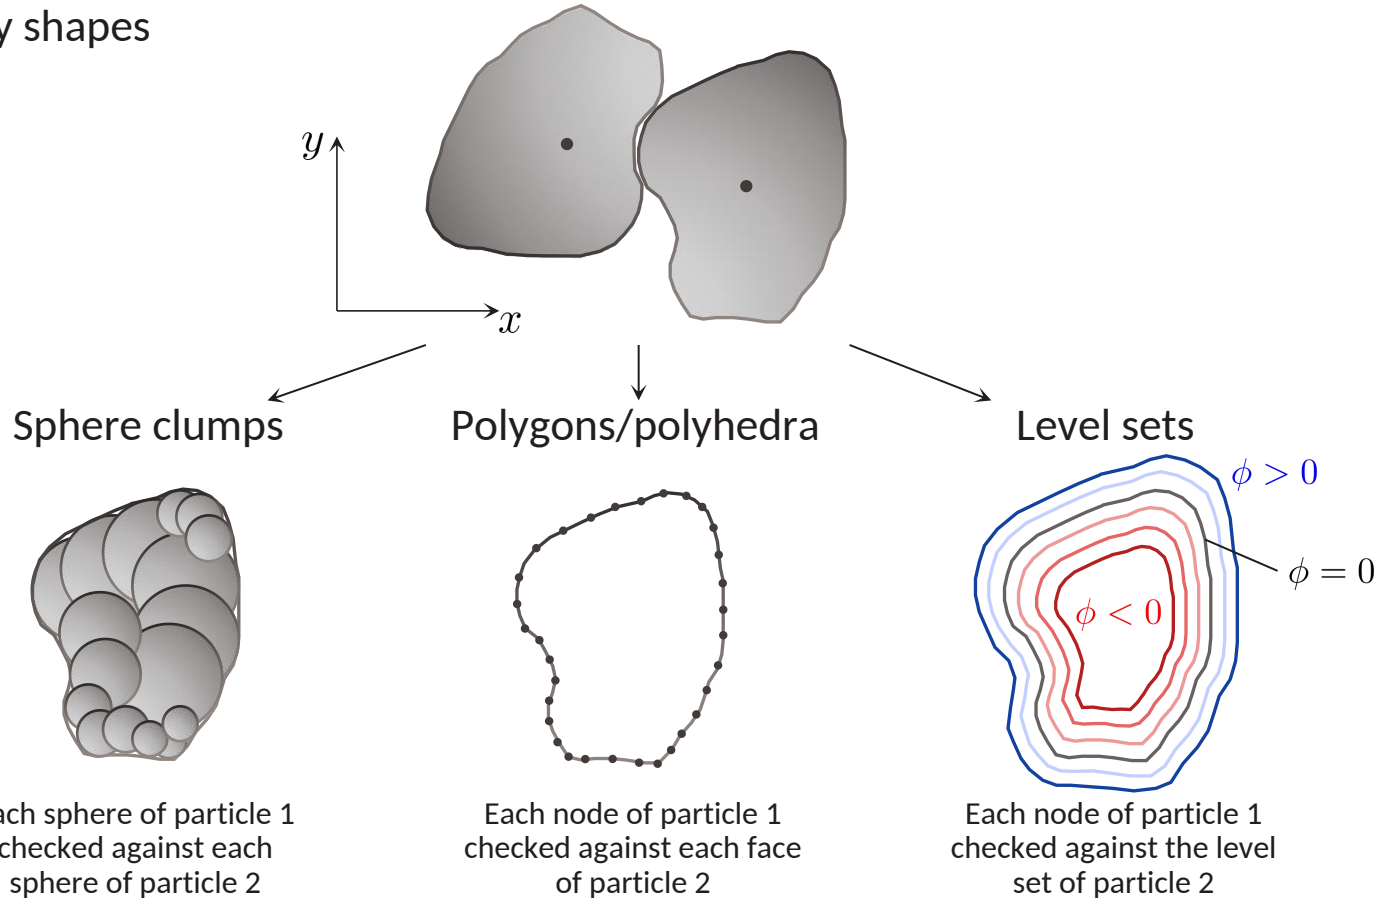 y shapes
y
x
Sphere clumps
Polygons/polyhedra
Level sets
ϕ > 0
ϕ = 0
ϕ < 0
ach sphere of particle 1
checked against each
sphere of particle 2
Each node of particle 1
checked against each face
of particle 2
Each node of particle 1
checked against the level
set of particle 2